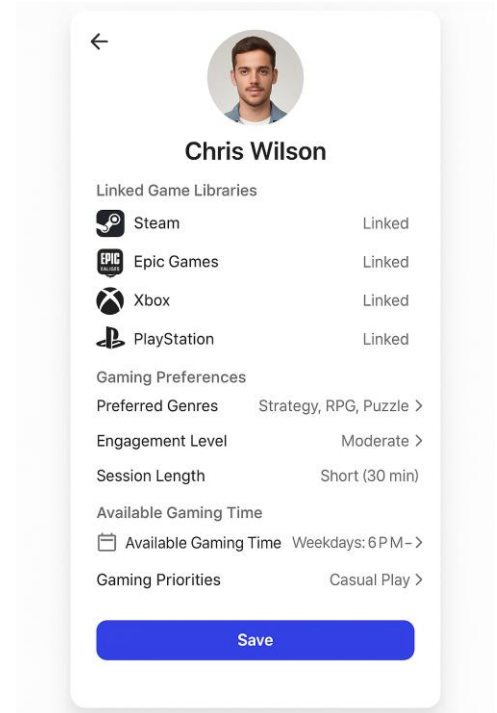 Chris Wilson
Linked Game Libraries
Steam Linked
EPIC
Epic Games Linked
Xbox Linked
PlayStation Linked
Gaming Preferences
Preferred Genres Strategy, RPG, Puzzle >
Engagement Level Moderate >
Session Length Short (30 min)
Available Gaming Time
Available Gaming Time Weekdays: 6 PM– >
Gaming Priorities Casual Play >
Save